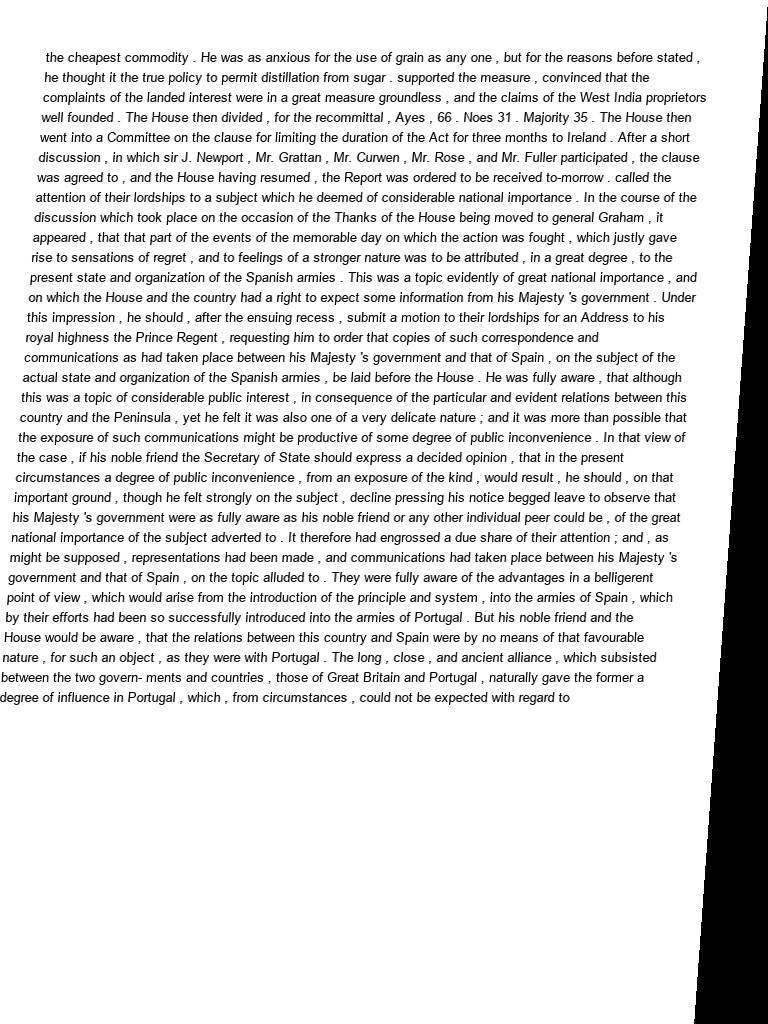 the cheapest commodity . He was as anxious for the use of grain as any one , but for the reasons before stated ,
he thought it the true policy to permit distillation from sugar . supported the measure , convinced that the
complaints of the landed interest were in a great measure groundless , and the claims of the West India proprietors
well founded . The House then divided , for the recommittal , Ayes , 66 . Noes 31 . Majority 35 . The House then
went into a Committee on the clause for limiting the duration of the Act for three months to Ireland . After a short
discussion , in which sir J. Newport , Mr. Grattan , Mr. Curwen , Mr. Rose , and Mr. Fuller participated , the clause
was agreed to , and the House having resumed , the Report was ordered to be received to-morrow . called the
attention of their lordships to a subject which he deemed of considerable national importance . In the course of the
discussion which took place on the occasion of the Thanks of the House being moved to general Graham , it
appeared , that that part of the events of the memorable day on which the action was fought , which justly gave
rise to sensations of regret , and to feelings of a stronger nature was to be attributed , in a great degree , to the
present state and organization of the Spanish armies . This was a topic evidently of great national importance , and
on which the House and the country had a right to expect some information from his Majesty 's government . Under
this impression , he should , after the ensuing recess , submit a motion to their lordships for an Address to his
royal highness the Prince Regent , requesting him to order that copies of such correspondence and
communications as had taken place between his Majesty 's government and that of Spain , on the subject of the
actual state and organization of the Spanish armies , be laid before the House . He was fully aware , that although
this was a topic of considerable public interest , in consequence of the particular and evident relations between this
country and the Peninsula , yet he felt it was also one of a very delicate nature ; and it was more than possible that
the exposure of such communications might be productive of some degree of public inconvenience . In that view of
the case , if his noble friend the Secretary of State should express a decided opinion , that in the present
circumstances a degree of public inconvenience , from an exposure of the kind , would result , he should , on that
important ground , though he felt strongly on the subject , decline pressing his notice begged leave to observe that
his Majesty 's government were as fully aware as his noble friend or any other individual peer could be , of the great
national importance of the subject adverted to . It therefore had engrossed a due share of their attention ; and , as
might be supposed , representations had been made , and communications had taken place between his Majesty 's
government and that of Spain , on the topic alluded to . They were fully aware of the advantages in a belligerent
point of view , which would arise from the introduction of the principle and system , into the armies of Spain , which
by their efforts had been so successfully introduced into the armies of Portugal . But his noble friend and the
House would be aware , that the relations between this country and Spain were by no means of that favourable
nature , for such an object , as they were with Portugal . The long , close , and ancient alliance , which subsisted
between the two govern- ments and countries , those of Great Britain and Portugal , naturally gave the former a
degree of influence in Portugal , which , from circumstances , could not be expected with regard to